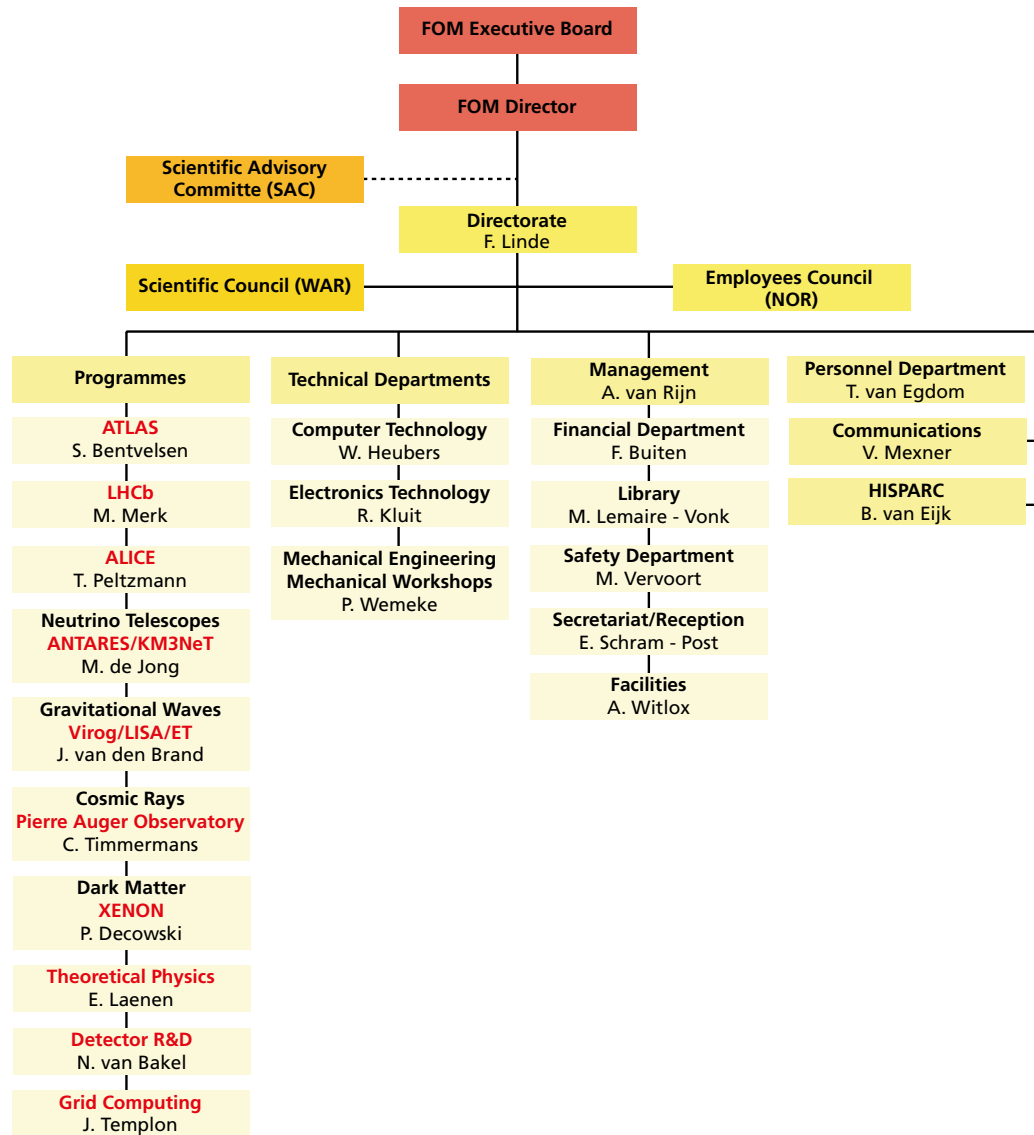 FOM Executive Board
FOM Director
Scientific Advisory
Committe (SAC)
Directorate
F. Linde
Scientific Council (WAR)
Employees Council
(NOR)
Programmes
ATLAS
S. Bentvelsen
LHCb
M. Merk
ALICE
T. Peltzmann
Neutrino Telescopes
ANTARES/KM3NeT
M. de Jong
Gravitational Waves
Virog/LISA/ET
J. van den Brand
Cosmic Rays
Pierre Auger Observatory
C. Timmermans
Dark Matter
XENON
P. Decowski
Theoretical Physics
E. Laenen
Detector R&D
N. van Bakel
Grid Computing
J. Templon
Technical Departments
Computer Technology
W. Heubers
Electronics Technology
R. Kluit
Mechanical Engineering
Mechanical Workshops
P. Wemeke
Management
A. van Rijn
Financial Department
F. Buiten
Library
M. Lemaire - Vonk
Safety Department
M. Vervoort
Secretariat/Reception
E. Schram - Post
Facilities
A. Witlox
Personnel Department
T. van Egdom
Communications
V. Mexner
HISPARC
B. van Eijk